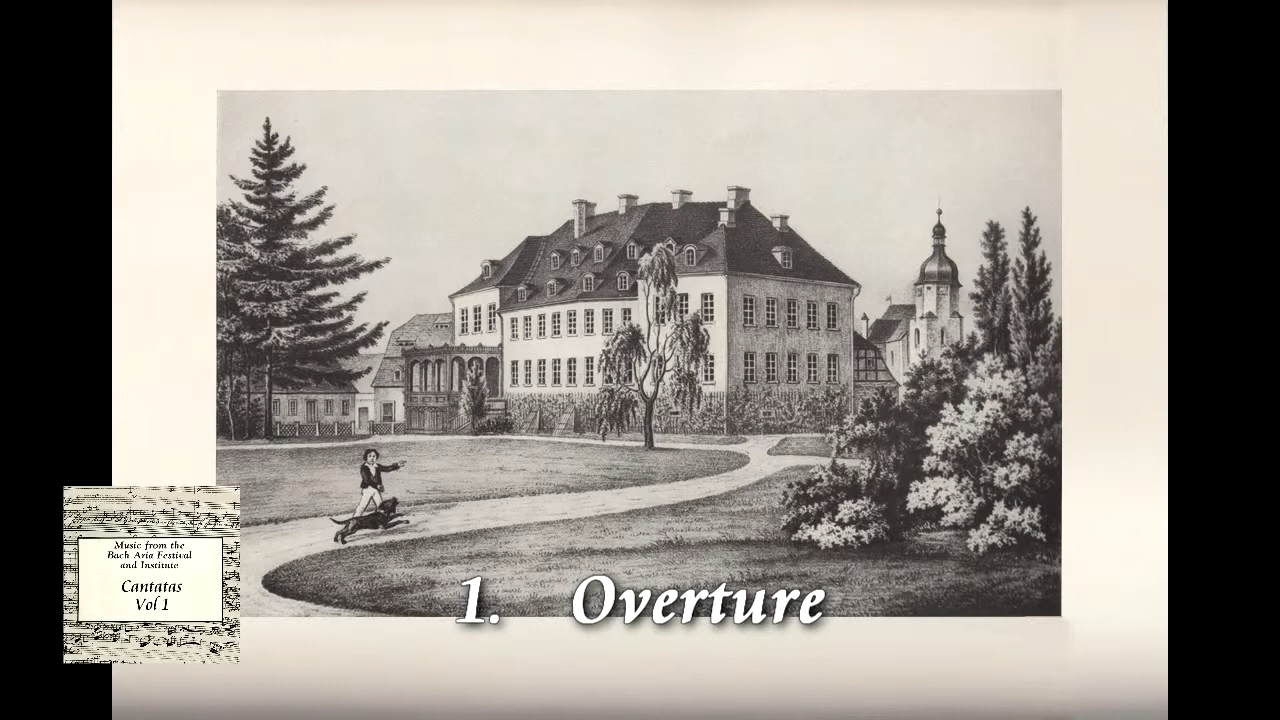 Music from the
Bach Aria Festival
and Institute
Cantatas
Vol 1
1. Overture